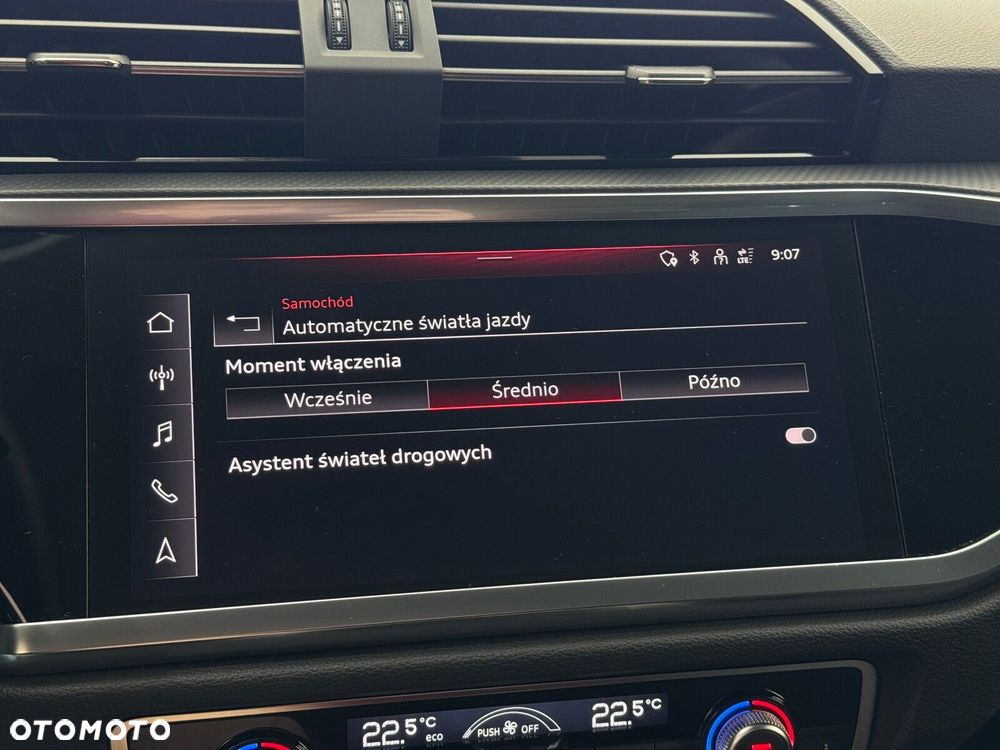 LTE 9:07
Samochód
Automatyczne światła jazdy
Moment włączenia
Wcześnie Średnio Późno
Asystent świateł drogowych
22.5°C eco PUSH OFF 22.5°C
OTOMOTO